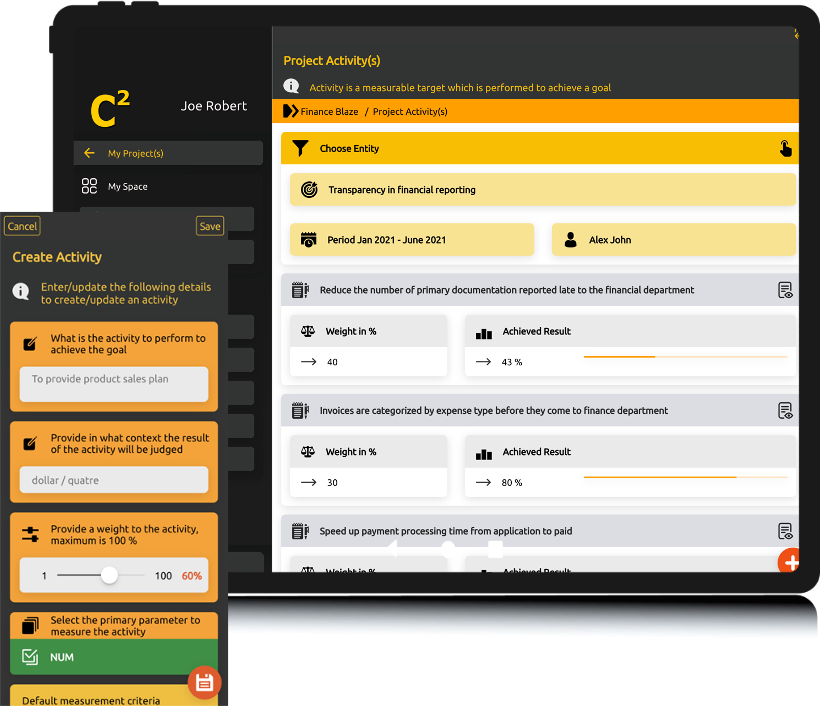 Project Activity(s)
Activity is a measurable target which is performed to achieve a goal
C2
Joe Robert
Finance Blaze / Project Activity(s)
My Project(s)
Choose Entity
My Space
Transparency in financial reporting
Period Jan 2021 - June 2021
Alex John
Reduce the number of primary documentation reported late to the financial department
Weight in %
Achieved Result
40
43 %
Invoices are categorized by expense type before they come to finance department
Weight in %
Achieved Result
30
80 %
Speed up payment processing time from application to paid
Weight in %
Achieved Result
Cancel
Save
Create Activity
Enter/update the following details
to create/update an activity
What is the activity to perform to
achieve the goal
To provide product sales plan
Provide in what context the result
of the activity will be judged
dollar / quatre
Provide a weight to the activity,
maximum is 100 %
1
100
60%
Select the primary parameter to
measure the activity
NUM
Default measurement criteria